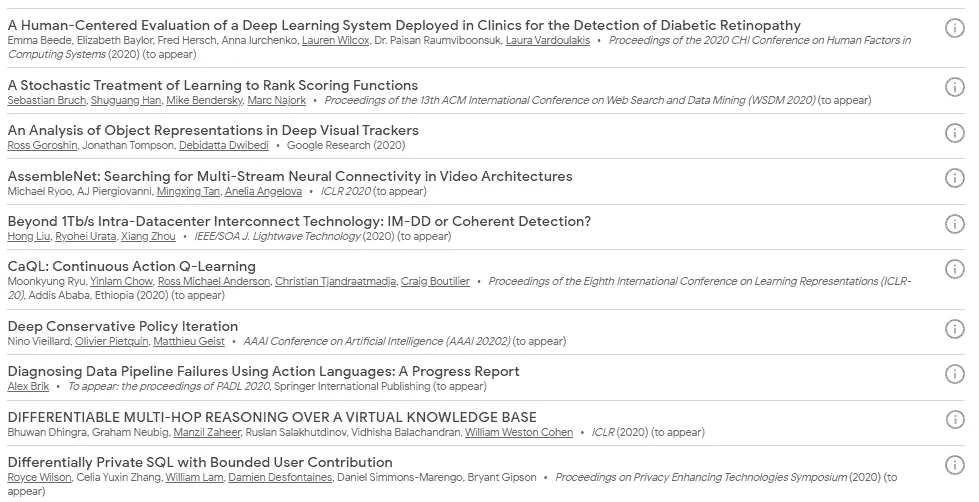 A Human-Centered Evaluation of a Deep Learning System Deployed in Clinics for the Detection of Diabetic Retinopathy
Emma Beede, Elizabeth Baylor, Fred Hersch, Anna Iurchenko, Lauren Wilcox, Dr. Paisan Raumviboonsuk, Laura Vardoulakis • Proceedings of the 2020 CHI Conference on Human Factors in
Computing Systems (2020) (to appear)
A Stochastic Treatment of Learning to Rank Scoring Functions
Sebastian Bruch, Shuguang Han, Mike Bendersky, Marc Najork • Proceedings of the 13th ACM International Conference on Web Search and Data Mining (WSDM 2020) (to appear)
An Analysis of Object Representations in Deep Visual Trackers
Ross Goroshin, Jonathan Tompson, Debidatta Dwibedi • Google Research (2020)
AssembleNet: Searching for Multi-Stream Neural Connectivity in Video Architectures
Michael Ryoo, AJ Piergiovanni, Mingxing Tan, Anelia Angelova • ICLR 2020 (to appear)
Beyond 1Tb/s Intra-Datacenter Interconnect Technology: IM-DD or Coherent Detection?
Hong Liu, Ryohei Urata, Xiang Zhou • IEEE/SOA J. Lightwave Technology (2020) (to appear)
CaQL: Continuous Action Q-Learning
Moonkyung Ryu, Yinlam Chow, Ross Michael Anderson, Christian Tjandraatmadja, Craig Boutilier • Proceedings of the Eighth International Conference on Learning Representations (ICLR-
20), Addis Ababa, Ethiopia (2020) (to appear)
Deep Conservative Policy Iteration
Nino Vieillard, Olivier Pietquin, Matthieu Geist • AAAI Conference on Artificial Intelligence (AAAI 20202) (to appear)
Diagnosing Data Pipeline Failures Using Action Languages: A Progress Report
Alex Brik • To appear: the proceedings of PADL 2020, Springer International Publishing (to appear)
DIFFERENTIABLE MULTI-HOP REASONING OVER A VIRTUAL KNOWLEDGE BASE
Bhuwan Dhingra, Graham Neubig, Manzil Zaheer, Ruslan Salakhutdinov, Vidhisha Balachandran, William Weston Cohen • ICLR (2020) (to appear)
Differentially Private SQL with Bounded User Contribution
Royce Wilson, Celia Yuxin Zhang, William Lam, Damien Desfontaines, Daniel Simmons-Marengo, Bryant Gipson • Proceedings on Privacy Enhancing Technologies Symposium (2020) (to
appear)